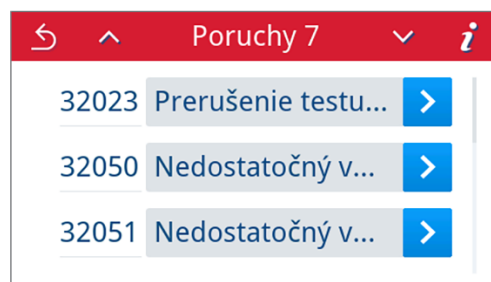 Poruchy 7 i
32023 Prerušenie testu...
32050 Nedostatočný v...
32051 Nedostatočný v...